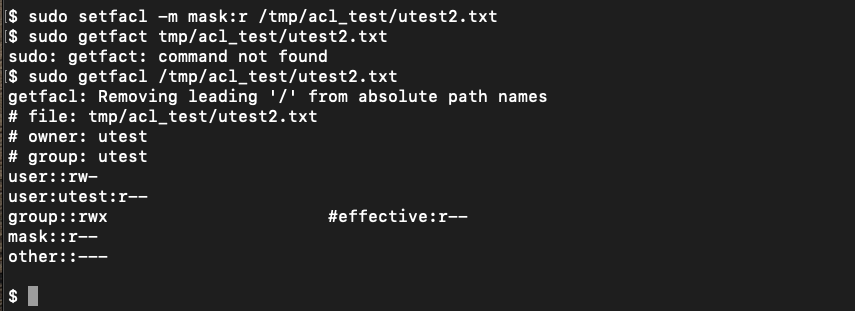 $ sudo setfacl -m mask:r /tmp/acl_test/utest2.txt
$ sudo getfact tmp/acl_test/utest2.txt
sudo: getfact: command not found
$ sudo getfacl /tmp/acl_test/utest2.txt
getfacl: Removing leading '/' from absolute path names
# file: tmp/acl_test/utest2.txt
# owner: utest
# group: utest
user::rw-
user:utest:r--
group::rwx                      #effective:r--
mask::r--
other::---
$